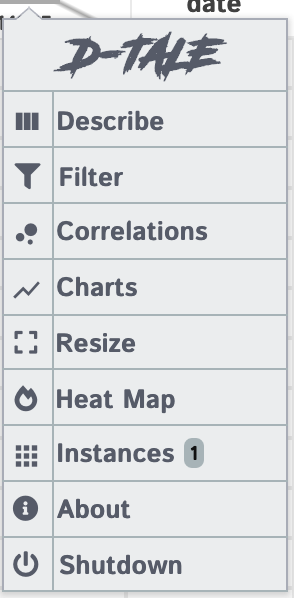 date
D-TALE
Describe
Filter
Correlations
Charts
Resize
Heat Map
Instances 1
About
Shutdown